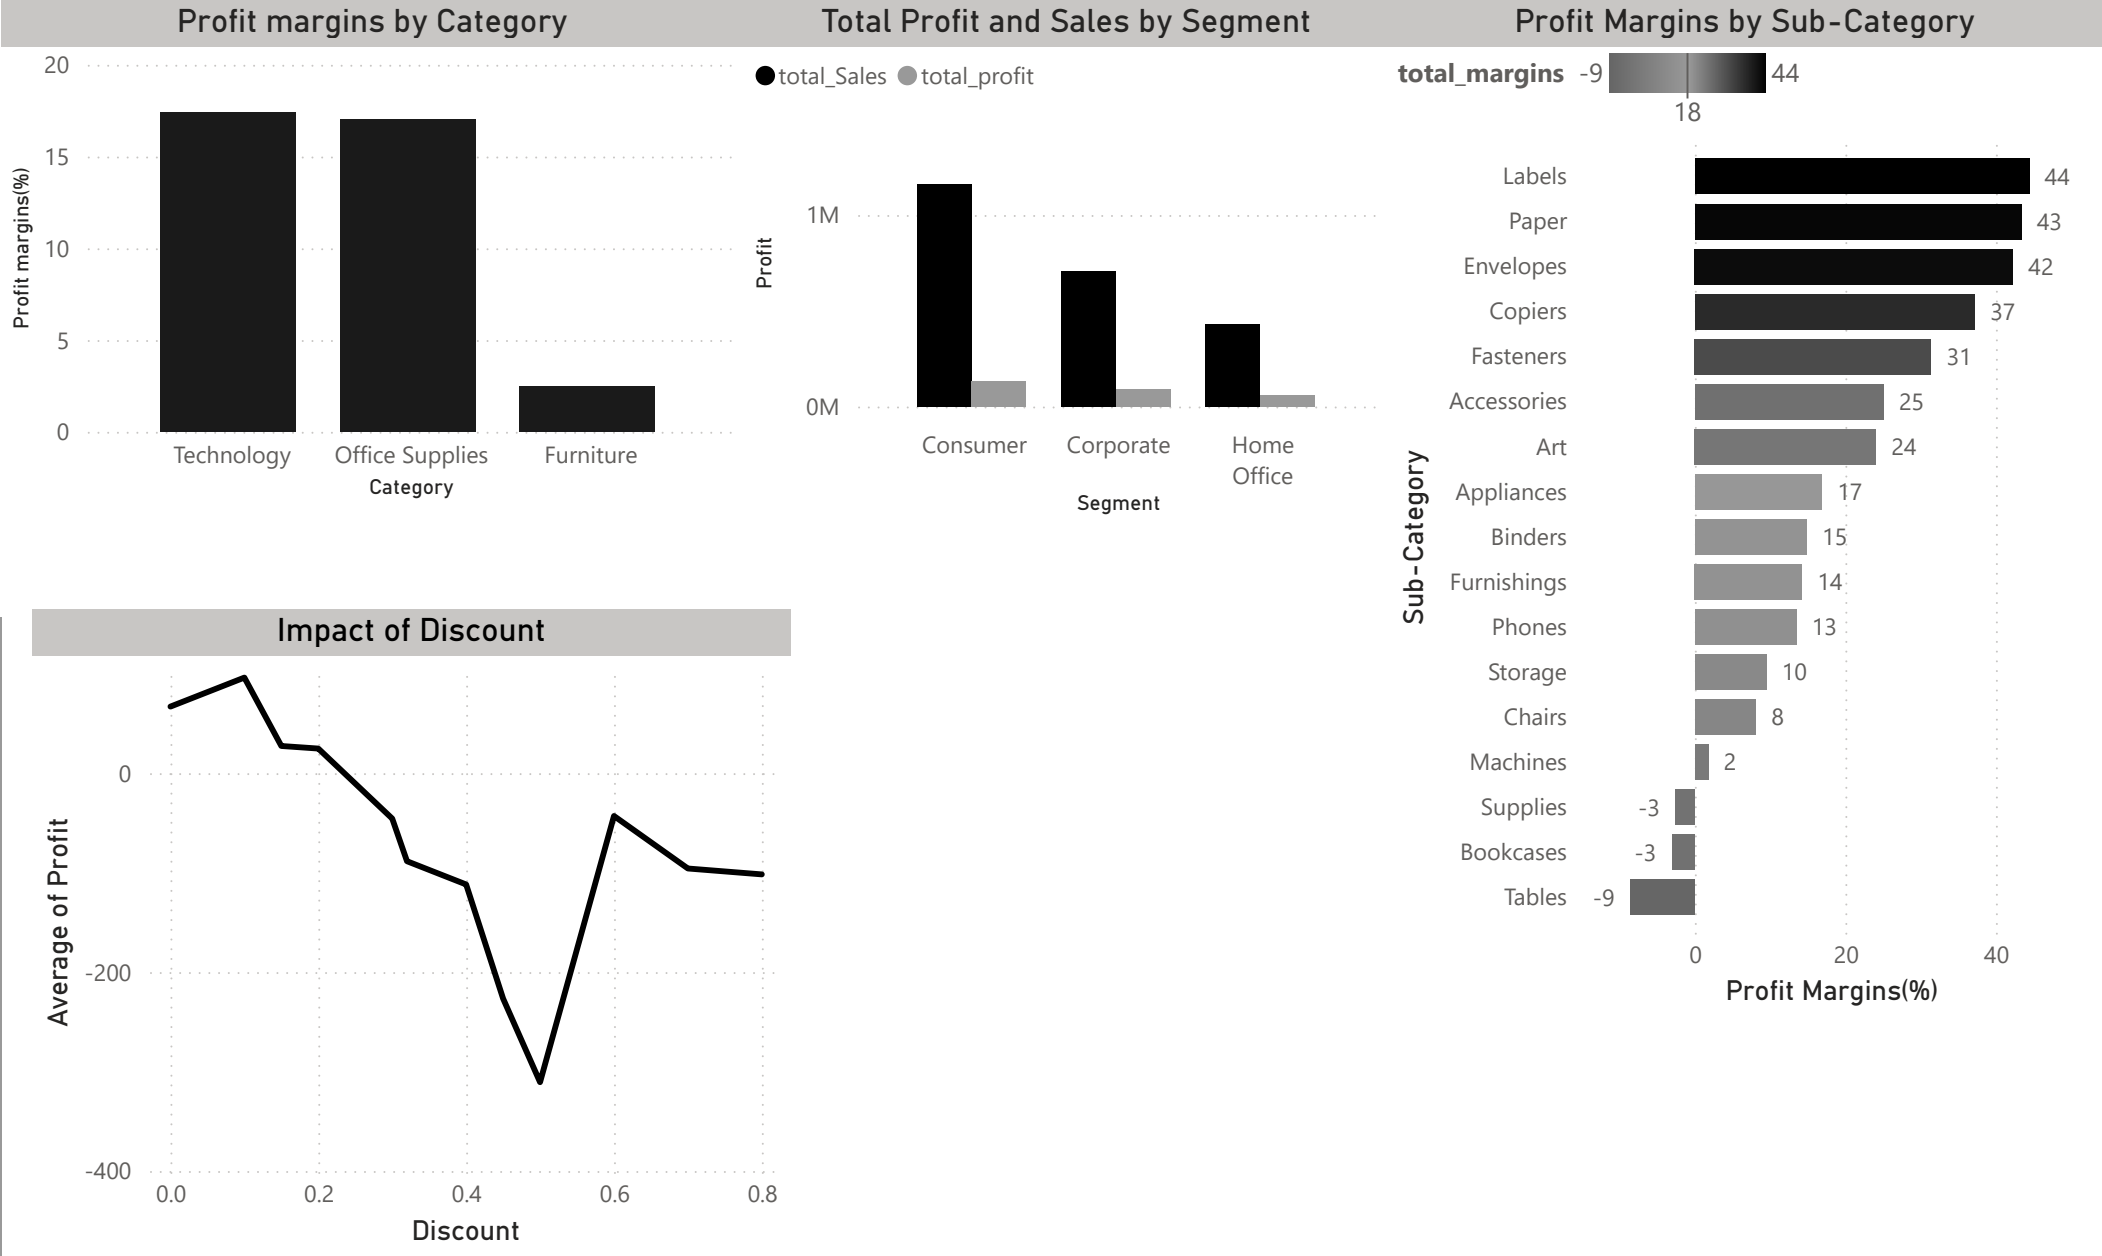 Profit margins by Category
20
15
10
5
0
Profit margins(%)
Technology Office Supplies Furniture
Category
Total Profit and Sales by Segment
total_Sales total_profit
1M
0M
Profit
Consumer Corporate Home
Office
Segment
Profit Margins by Sub-Category
total_margins -9 44
18
Sub-Category
Labels 44
Paper 43
Envelopes 42
Copiers 37
Fasteners 31
Accessories 25
Art 24
Appliances 17
Binders 15
Furnishings 14
Phones 13
Storage 10
Chairs 8
Machines 2
Supplies -3
Bookcases -3
Tables -9
0 20 40
Profit Margins(%)
Impact of Discount
0
-200
-400
Average of Profit
0.0 0.2 0.4 0.6 0.8
Discount